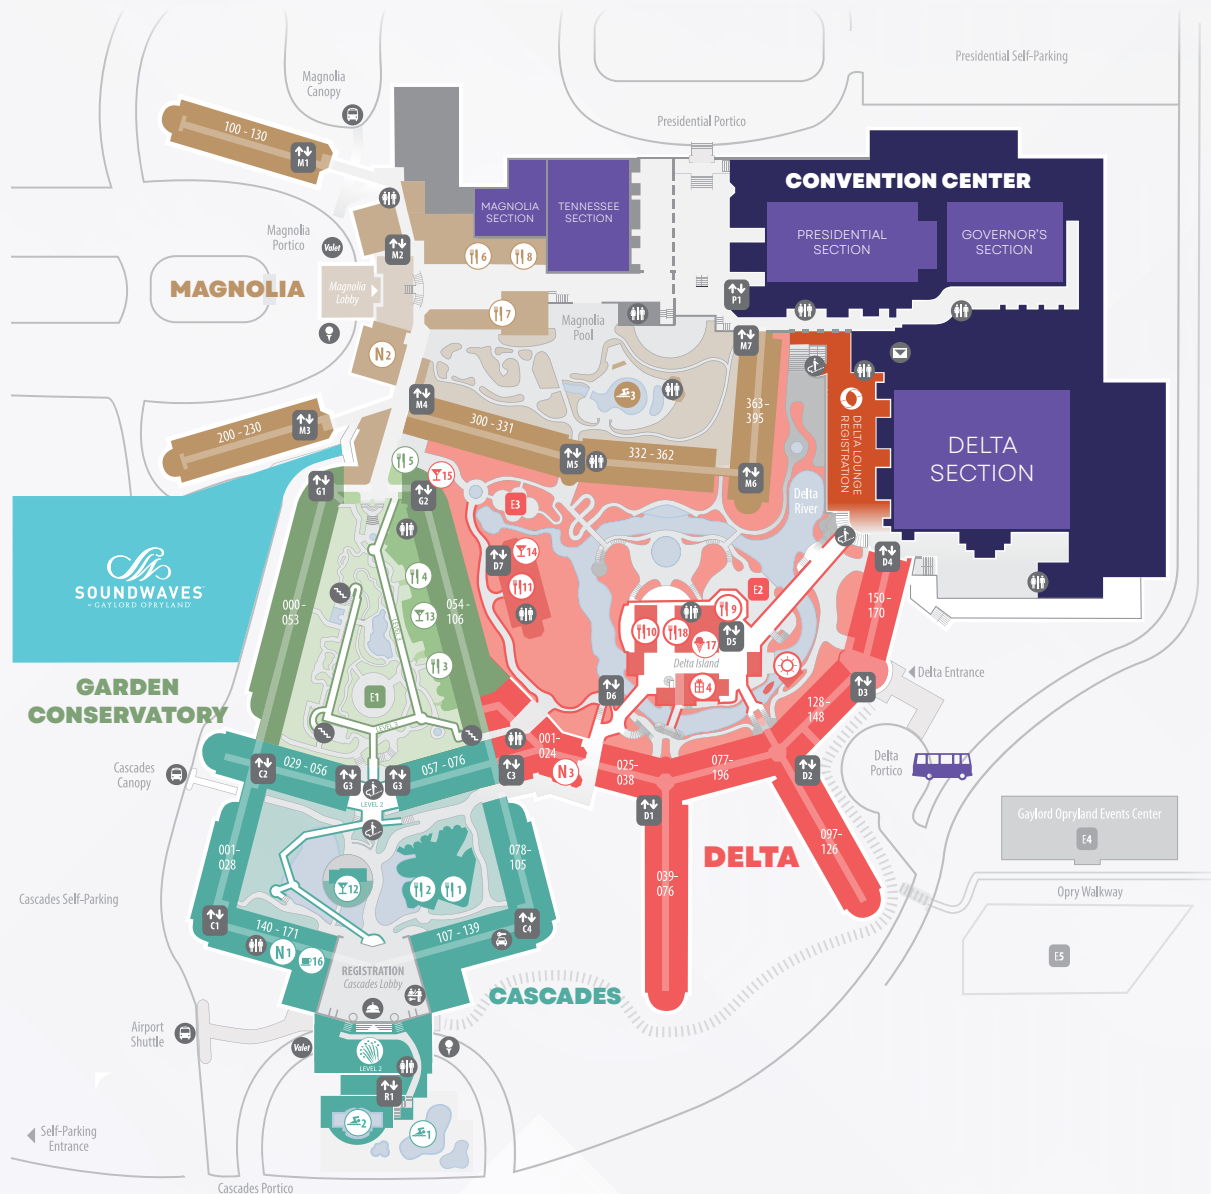 Presidential Self-Parking
Magnolia
Canopy
Presidential Portico
100 - 130
M1
CONVENTION CENTER
MAGNOLIA
SECTION
TENNESSEE
SECTION
PRESIDENTIAL
SECTION
GOVERNOR'S
SECTION
Magnolia
Portico
Valet
M2
6
8
MAGNOLIA
Magnolia
Lobby
P1
7
Magnolia
Pool
M7
N2
3
M4
363-
395
DELTA LOUNGE
REGISTRATION
200 - 230
M3
300 - 331
M5
332 - 362
M6
DELTA
SECTION
5
15
G1
G2
E3
Delta
River
14
D7
D4
SOUNDWAVES
GAYLORD OPRYLAND
4
11
E2
000-
053
LEVEL 2
13
054-
106
9
10
18
17
D5
150-
170
3
Delta Island
4
Delta Entrance
GARDEN
CONSERVATORY
E1
LEVEL 2
D6
D3
128-
148
001-
024
C2
029 - 056
G3
G3
057 - 076
C3
N3
025-
038
077-
196
D2
Delta
Portico
Cascades
Canopy
LEVEL 2
D1
Gaylord Opryland Events Center
E4
001-
028
078-
105
DELTA
097-
126
039-
076
12
2
1
Opry Walkway
Cascades Self-Parking
C1
140 - 171
107 - 139
C4
N1
16
E5
REGISTRATION
Cascades Lobby
CASCADES
Airport
Shuttle
Valet
LEVEL 2
R1
2
1
Self-Parking
Entrance
Cascades Portico